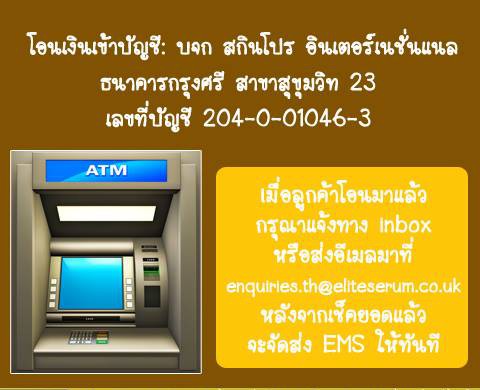 โอนเงินเข้าบัญชี: บจก สกินโปร อินเตอร์เนชั่นแนล
ธนาคารกรุงศรี สาขาสุขุมวิท 23
เลขที่บัญชี 204-0-01046-3
ATM
เมื่อลูกค้าโอนมาแล้ว
กรุณาแจ้งทาง inbox
หรือส่งอีเมลมาที่
enquiries.th@eliteserum.co.uk
หลังจากเช็คยอดแล้ว
จะจัดส่ง EMS ให้ทันที